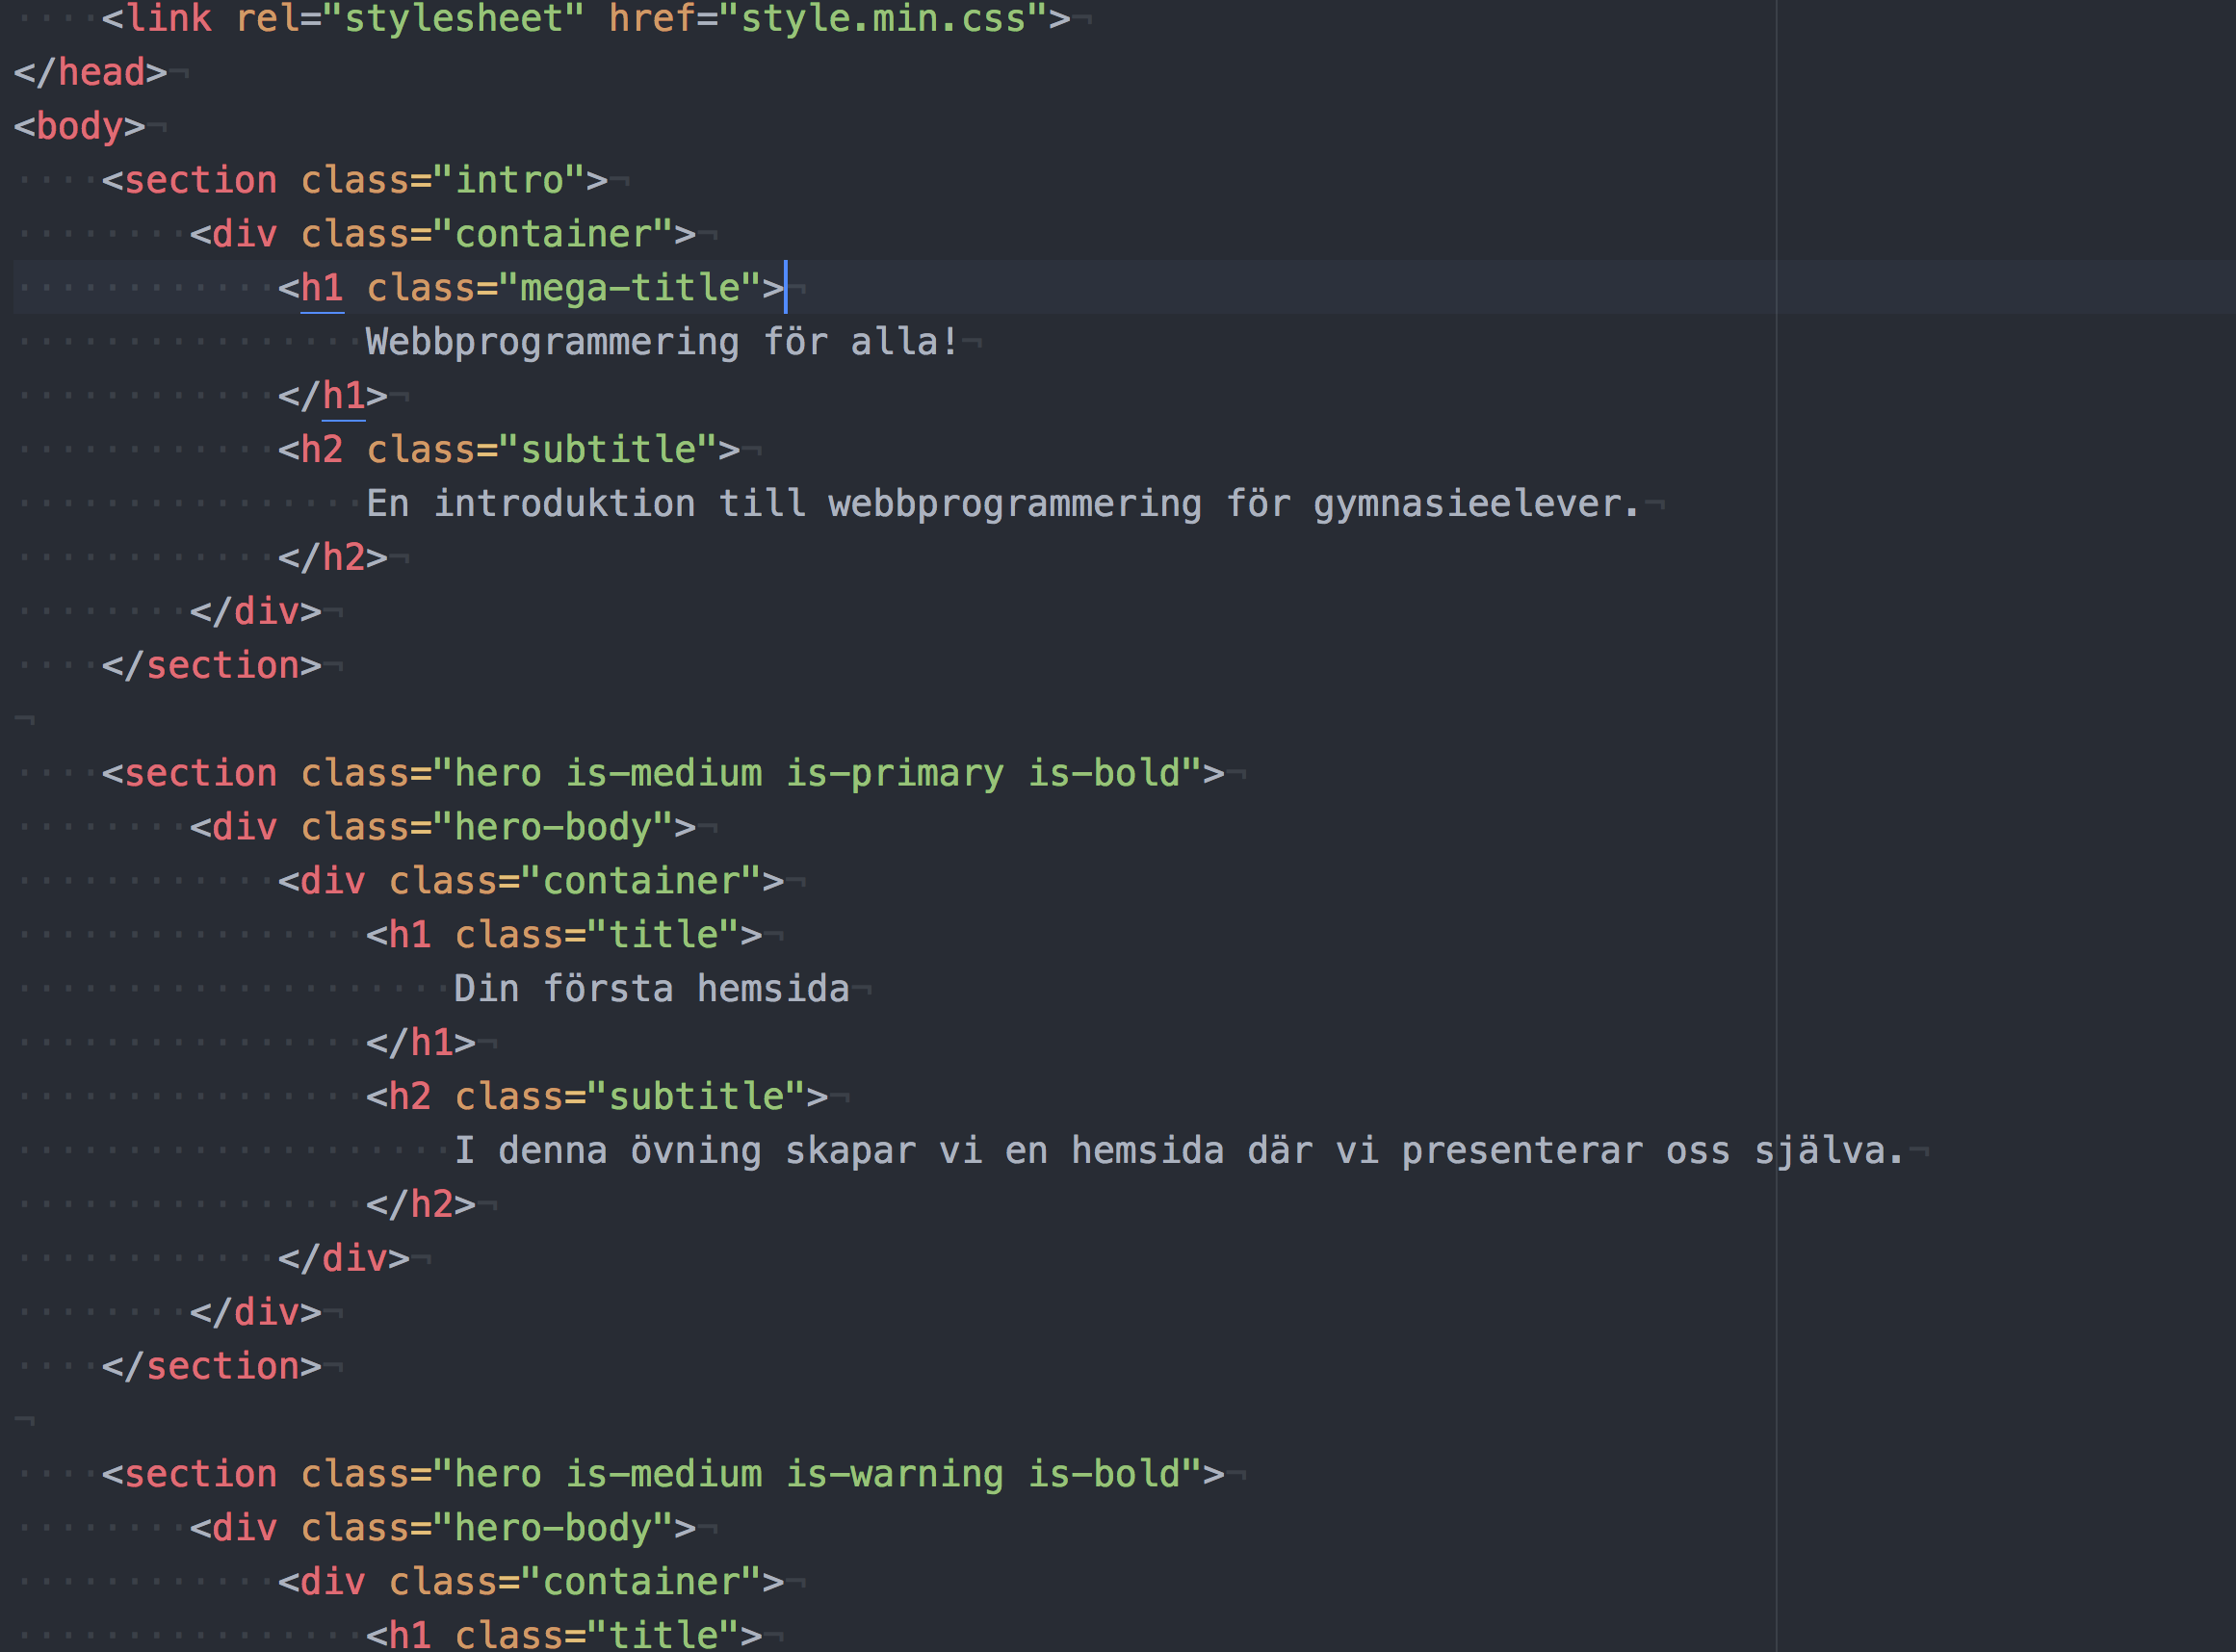 <link rel="stylesheet" href="style.min.css">
</head>
<body>
    <section class="intro">
        <div class="container">
            <h1 class="mega-title">
                Webbprogrammering för alla!
            </h1>
            <h2 class="subtitle">
                En introduktion till webbprogrammering för gymnasieelever.
            </h2>
        </div>
    </section>

    <section class="hero is-medium is-primary is-bold">
        <div class="hero-body">
            <div class="container">
                <h1 class="title">
                    Din första hemsida
                </h1>
                <h2 class="subtitle">
                    I denna övning skapar vi en hemsida där vi presenterar oss själva.
                </h2>
            </div>
        </div>
    </section>

    <section class="hero is-medium is-warning is-bold">
        <div class="hero-body">
            <div class="container">
                <h1 class="title">